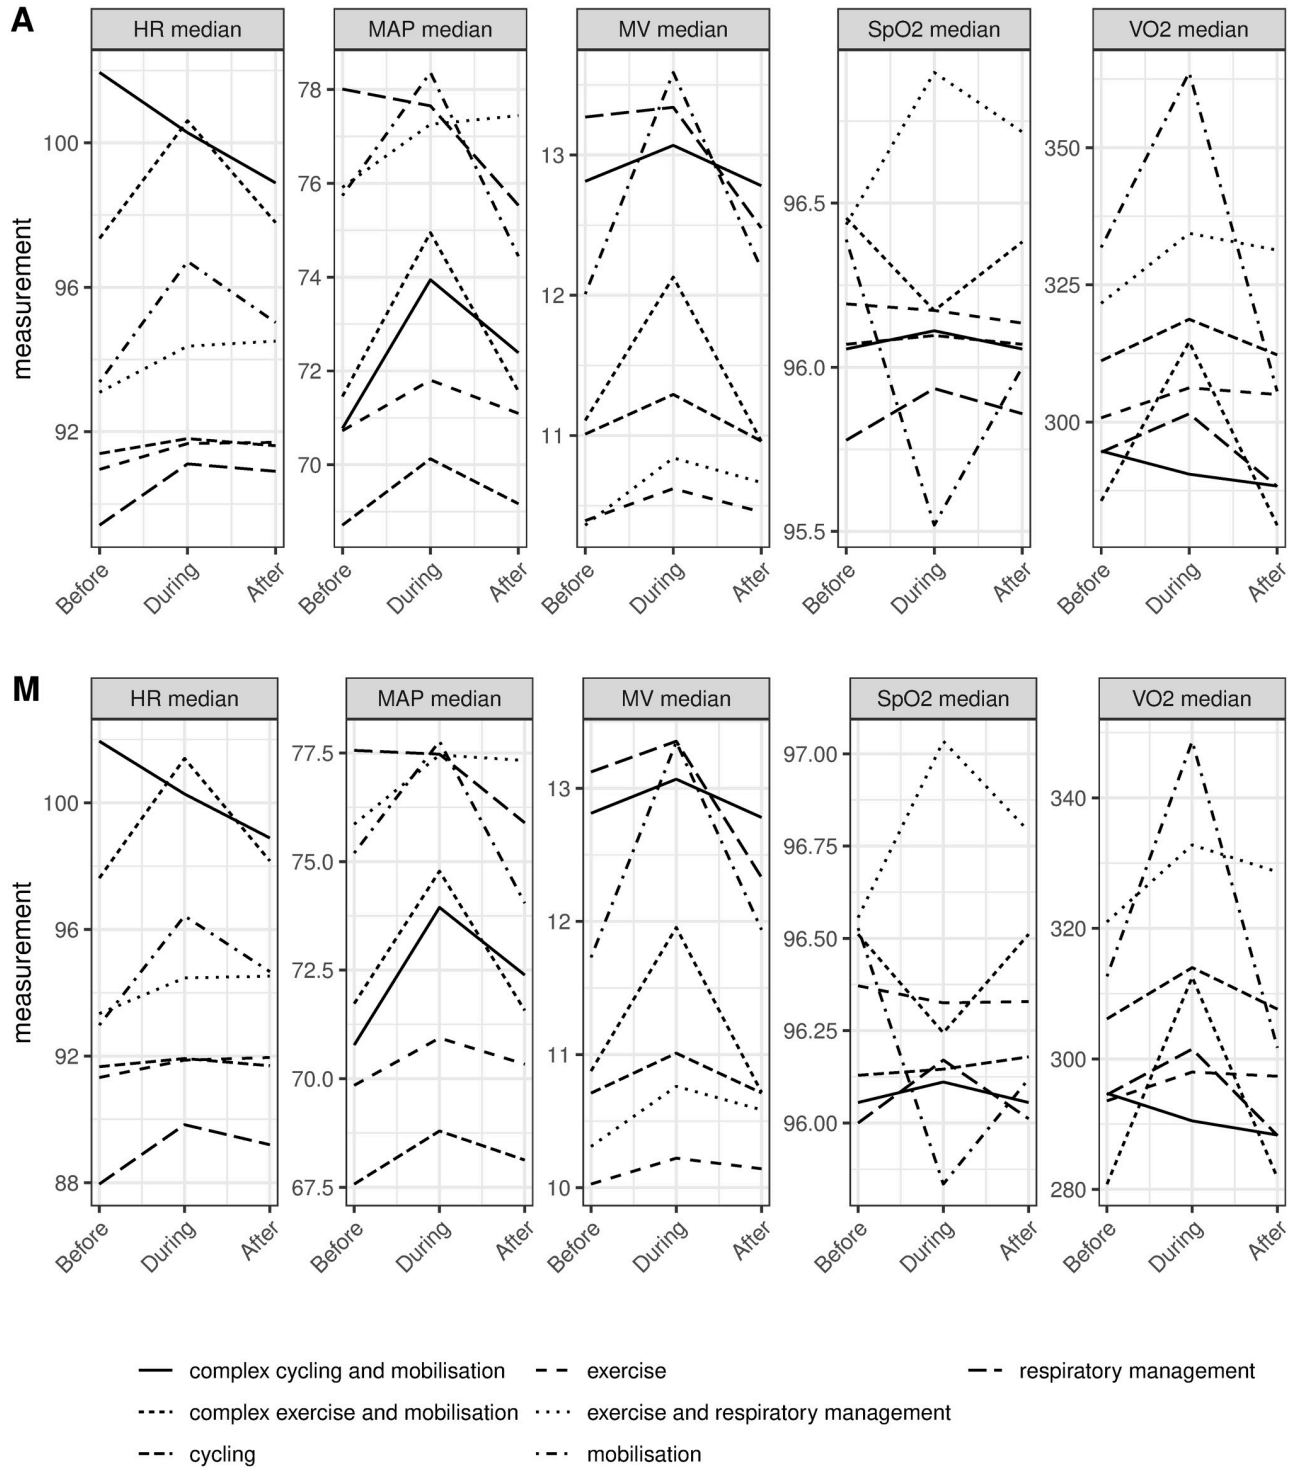 A
HR median
MAP median
MV median
SpO2 median
VO2 median
measurement
100
96
92
78
76
74
72
70
13
12
11
96.5
96.0
95.5
350
325
300
Before
During
After
Before
During
After
Before
During
After
Before
During
After
Before
During
After
M
HR median
MAP median
MV median
SpO2 median
VO2 median
measurement
100
96
92
88
77.5
75.0
72.5
70.0
67.5
13
12
11
10
97.00
96.75
96.50
96.25
96.00
340
320
300
280
Before
During
After
Before
During
After
Before
During
After
Before
During
After
Before
During
After
complex cycling and mobilisation
exercise
respiratory management
complex exercise and mobilisation
exercise and respiratory management
cycling
mobilisation